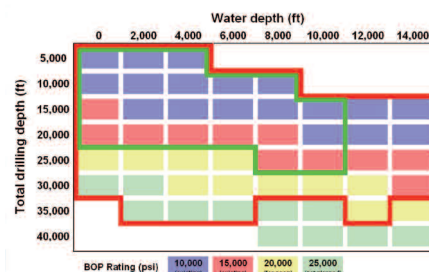 Water depth (ft)
0 2,000 4,000 6,000 8,000 10,000 12,000 14,000
Total drilling depth (ft)
5,000
10,000
15,000
20,000
25,000
30,000
35,000
40,000
BOP Rating (psi) 10,000 15,000 20,000 25,000